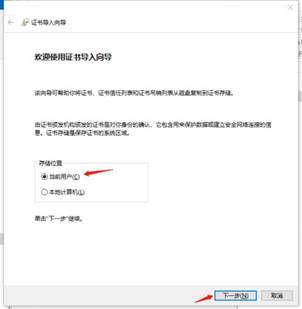 证书导入向导
欢迎使用证书导入向导
该向导可帮助你将证书、证书信任列表和证书吊销列表从磁盘复制到证书存储。
由证书颁发机构颁发的证书是对你身份的确认，它包含用来保护数据或建立安全网络连接的信
息。证书存储是保存证书的系统区域。
存储位置
当前用户(C)
本地计算机(L)
单击"下一步"继续。
下一步(N)
取消